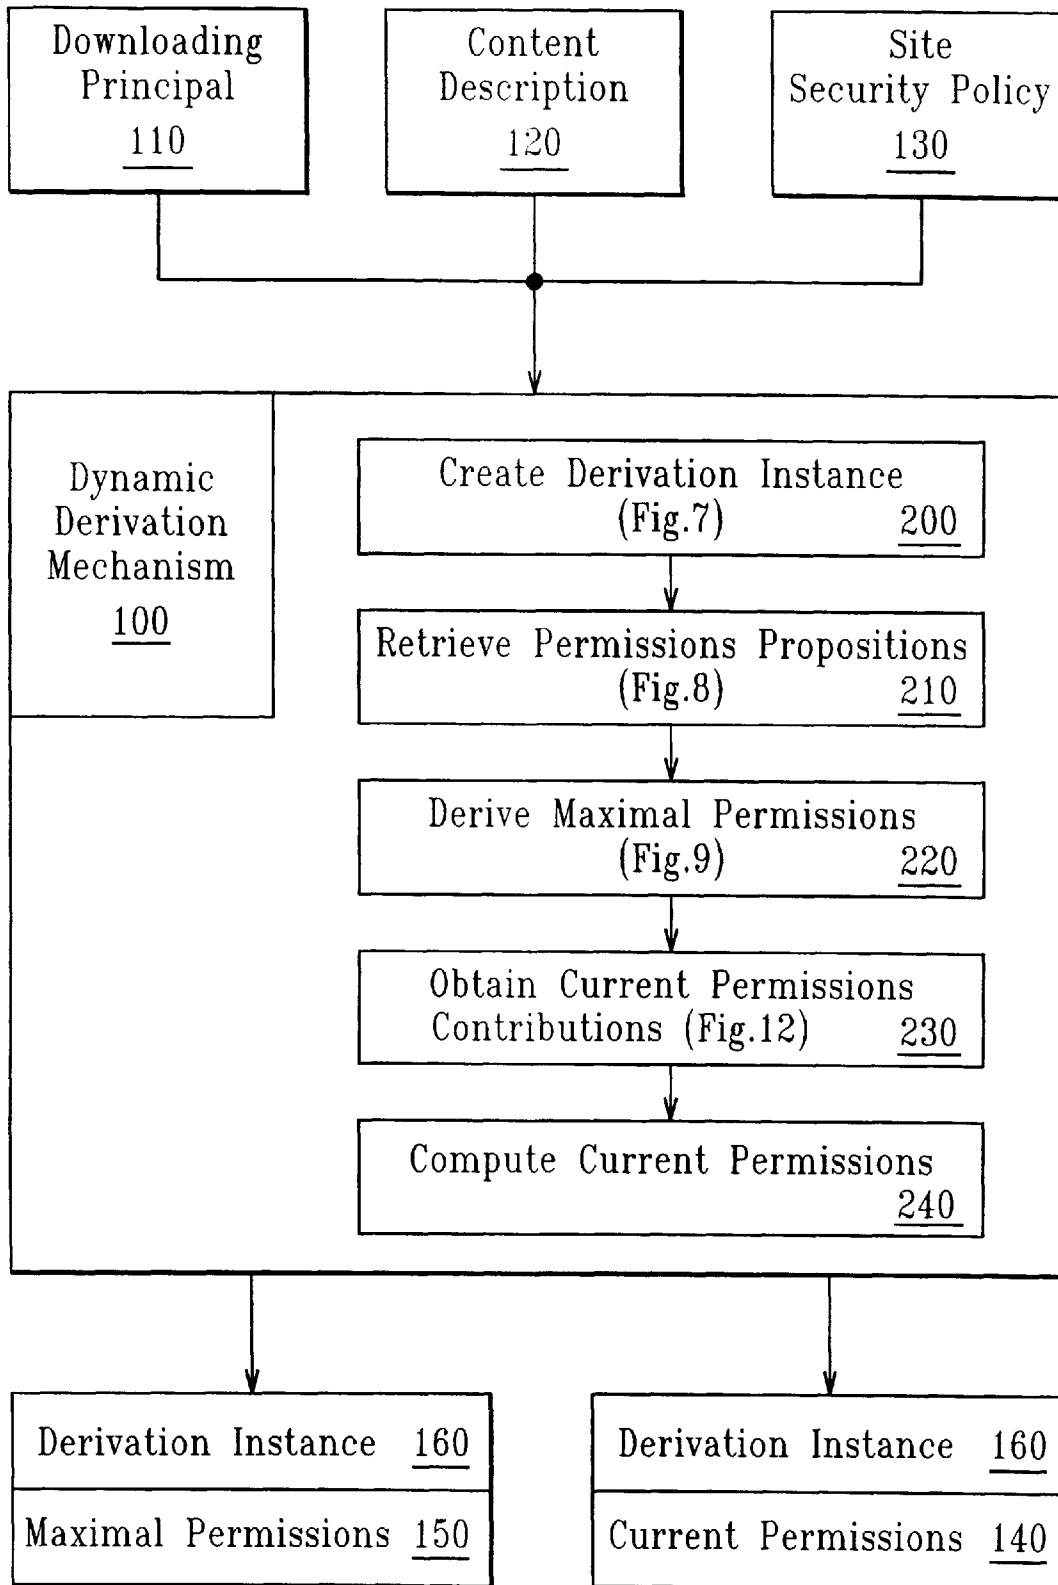 Downloading
Principal
110
Content
Description
120
Site
Security Policy
130
Dynamic
Derivation
Mechanism
100
Create Derivation Instance
(Fig.7) 200
Retrieve Permissions Propositions
(Fig.8) 210
Derive Maximal Permissions
(Fig.9) 220
Obtain Current Permissions
Contributions (Fig.12) 230
Compute Current Permissions
240
Derivation Instance 160
Maximal Permissions 150
Derivation Instance 160
Current Permissions 140